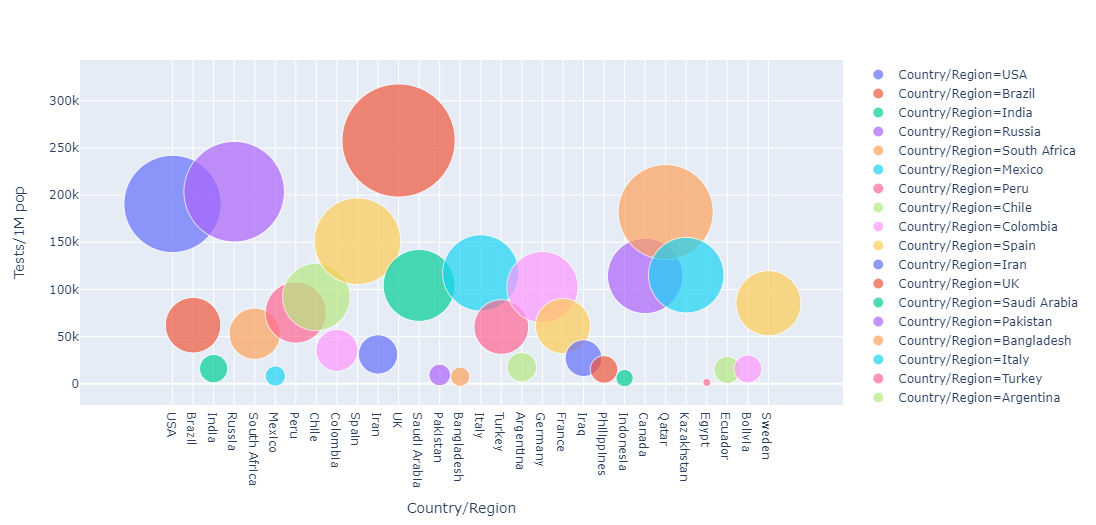 300k
250k
200k
150k
100k
50k
0
Tests/1M pop
USA
Brazil
India
Russia
South Africa
Mexico
Peru
Chile
Colombia
Spain
Iran
UK
Saudi Arabia
Pakistan
Bangladesh
Italy
Turkey
Argentina
Germany
France
Iraq
Philippines
Indonesia
Canada
Qatar
Kazakhstan
Egypt
Ecuador
Bolivia
Sweden
Country/Region
Country/Region=USA
Country/Region=Brazil
Country/Region=India
Country/Region=Russia
Country/Region=South Africa
Country/Region=Mexico
Country/Region=Peru
Country/Region=Chile
Country/Region=Colombia
Country/Region=Spain
Country/Region=Iran
Country/Region=UK
Country/Region=Saudi Arabia
Country/Region=Pakistan
Country/Region=Bangladesh
Country/Region=Italy
Country/Region=Turkey
Country/Region=Argentina